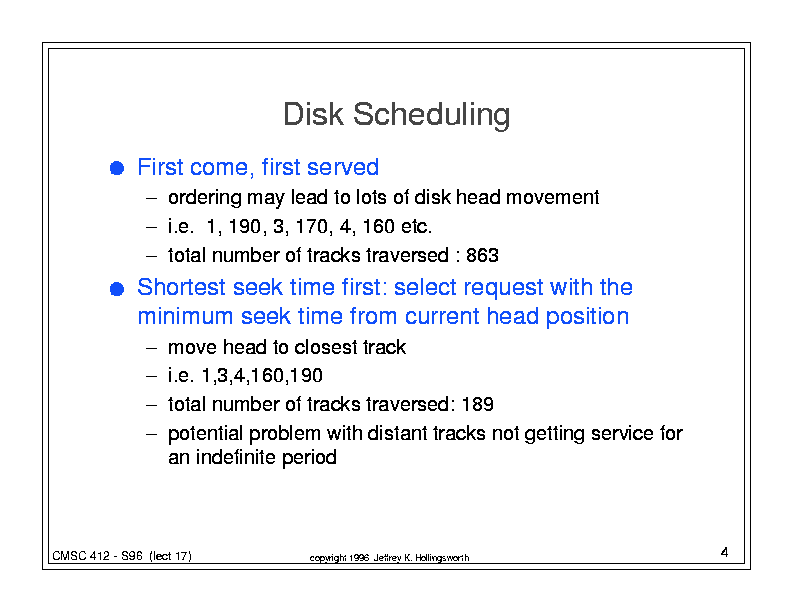 Disk Scheduling
● First come, first served
– ordering may lead to lots of disk head movement
– i.e. 1, 190, 3, 170, 4, 160 etc.
– total number of tracks traversed : 863
● Shortest seek time first: select request with the
minimum seek time from current head position
– move head to closest track
– i.e. 1,3,4,160,190
– total number of tracks traversed: 189
– potential problem with distant tracks not getting service for
an indefinite period
CMSC 412 - S96 (lect 17)
copyright 1996 Jeffrey K. Hollingsworth
4